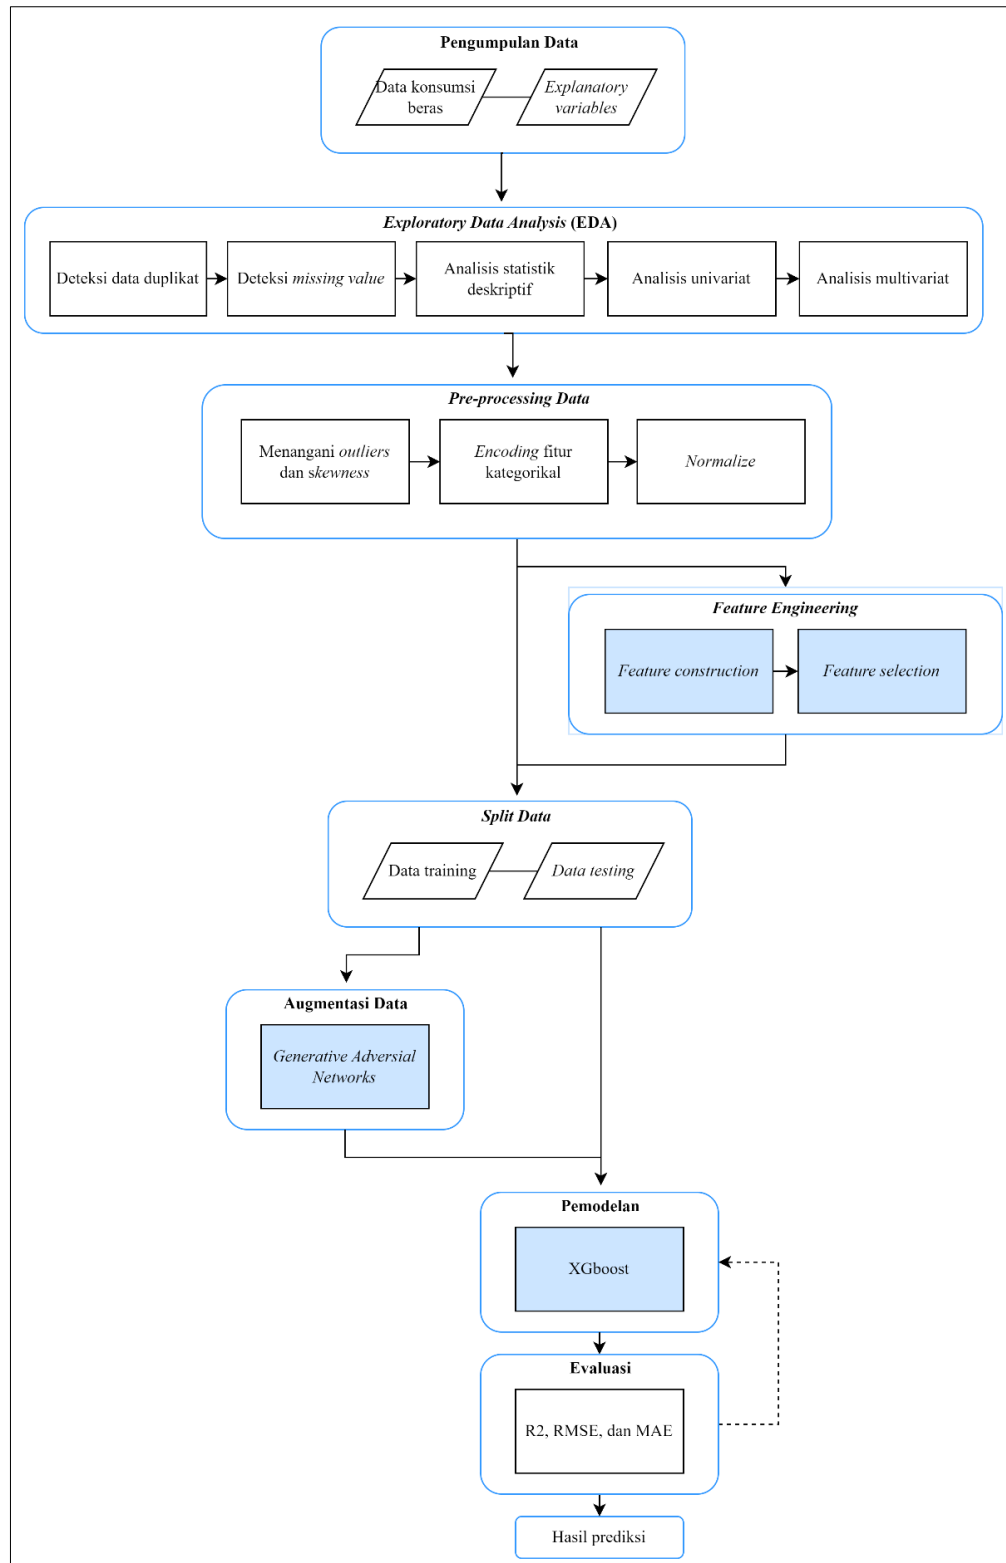 Pengumpulan Data
Data konsumsi
beras
Explanatory
variables
Exploratory Data Analysis (EDA)
Deteksi data duplikat
Deteksi missing value
Analisis statistik
deskriptif
Analisis univariat
Analisis multivariat
Pre-processing Data
Menangani outliers
dan skewness
Encoding fitur
kategorikal
Normalize
Feature Engineering
Feature construction
Feature selection
Split Data
Data training
Data testing
Augmentasi Data
Generative Adversial
Networks
Pemodelan
XGboost
Evaluasi
R2, RMSE, dan MAE
Hasil prediksi